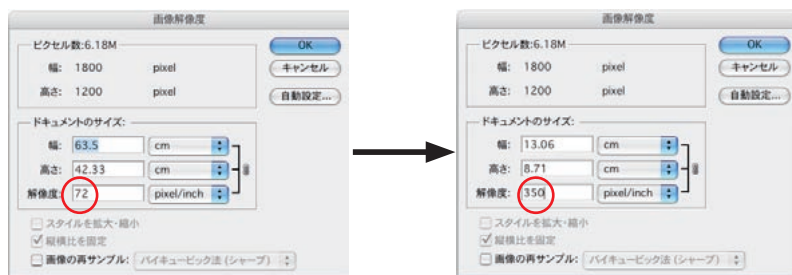 画像解像度
ピクセル数:6.18M
幅: 1800 pixel
高さ: 1200 pixel
OK
キャンセル
自動設定...
ドキュメントのサイズ:
幅: 63.5 cm
高さ: 42.33 cm
解像度: 72 pixel/inch
スタイルを拡大・縮小
縦横比を固定
画像の再サンプル: バイキュービック法 (シャープ)
画像解像度
ピクセル数:6.18M
幅: 1800 pixel
高さ: 1200 pixel
OK
キャンセル
自動設定...
ドキュメントのサイズ:
幅: 13.06 cm
高さ: 8.71 cm
解像度: 350 pixel/inch
スタイルを拡大・縮小
縦横比を固定
画像の再サンプル: バイキュービック法 (シャープ)